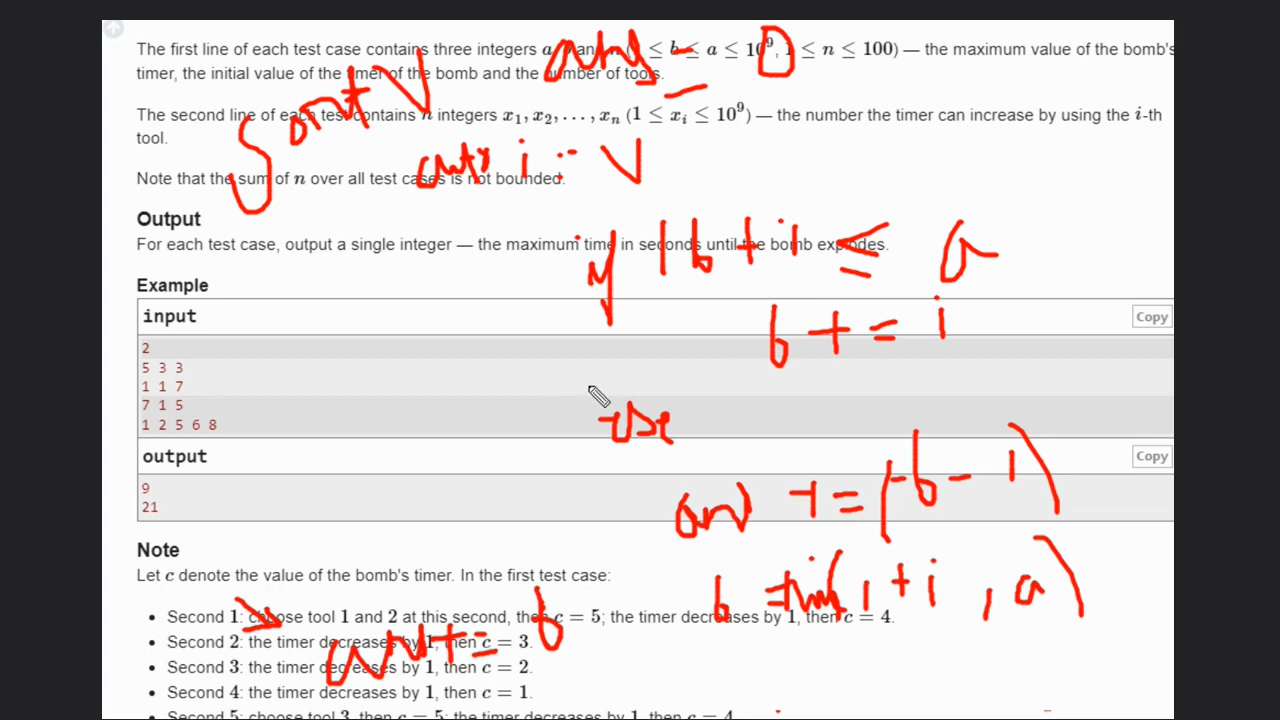 The first line of each test case contains three integers a ≤ b ≤ a ≤ 10⁹, ≤ n ≤ 100) — the maximum value of the bomb's
timer, the initial value of the timer of the bomb and the number of tools.
The second line of each test contains n integers x₁, x₂, …, xₙ (1 ≤ xᵢ ≤ 10⁹) — the number the timer can increase by using the i-th
tool.
Note that the sum of n over all test cases is not bounded.
Output
For each test case, output a single integer — the maximum time in seconds until the bomb explodes.
Example
input
Copy
2
5 3 3
1 1 7
7 1 5
1 2 5 6 8
output
Copy
9
21
Note
Let c denote the value of the bomb's timer. In the first test case:
• Second 1: choose tool 1 and 2 at this second, then c = 5; the timer decreases by 1, then c = 4.
• Second 2: the timer decreases by 1, then c = 3.
• Second 3: the timer decreases by 1, then c = 2.
• Second 4: the timer decreases by 1, then c = 1.
• Second 5: choose tool 3, then c = 5; the timer decreases by 1, then c = 4.
ans = 0
Sort V
i : V
if (b + i ≤ a
b += i
else
ans += (b - 1)
b = min(1 + i, a)
ans += b